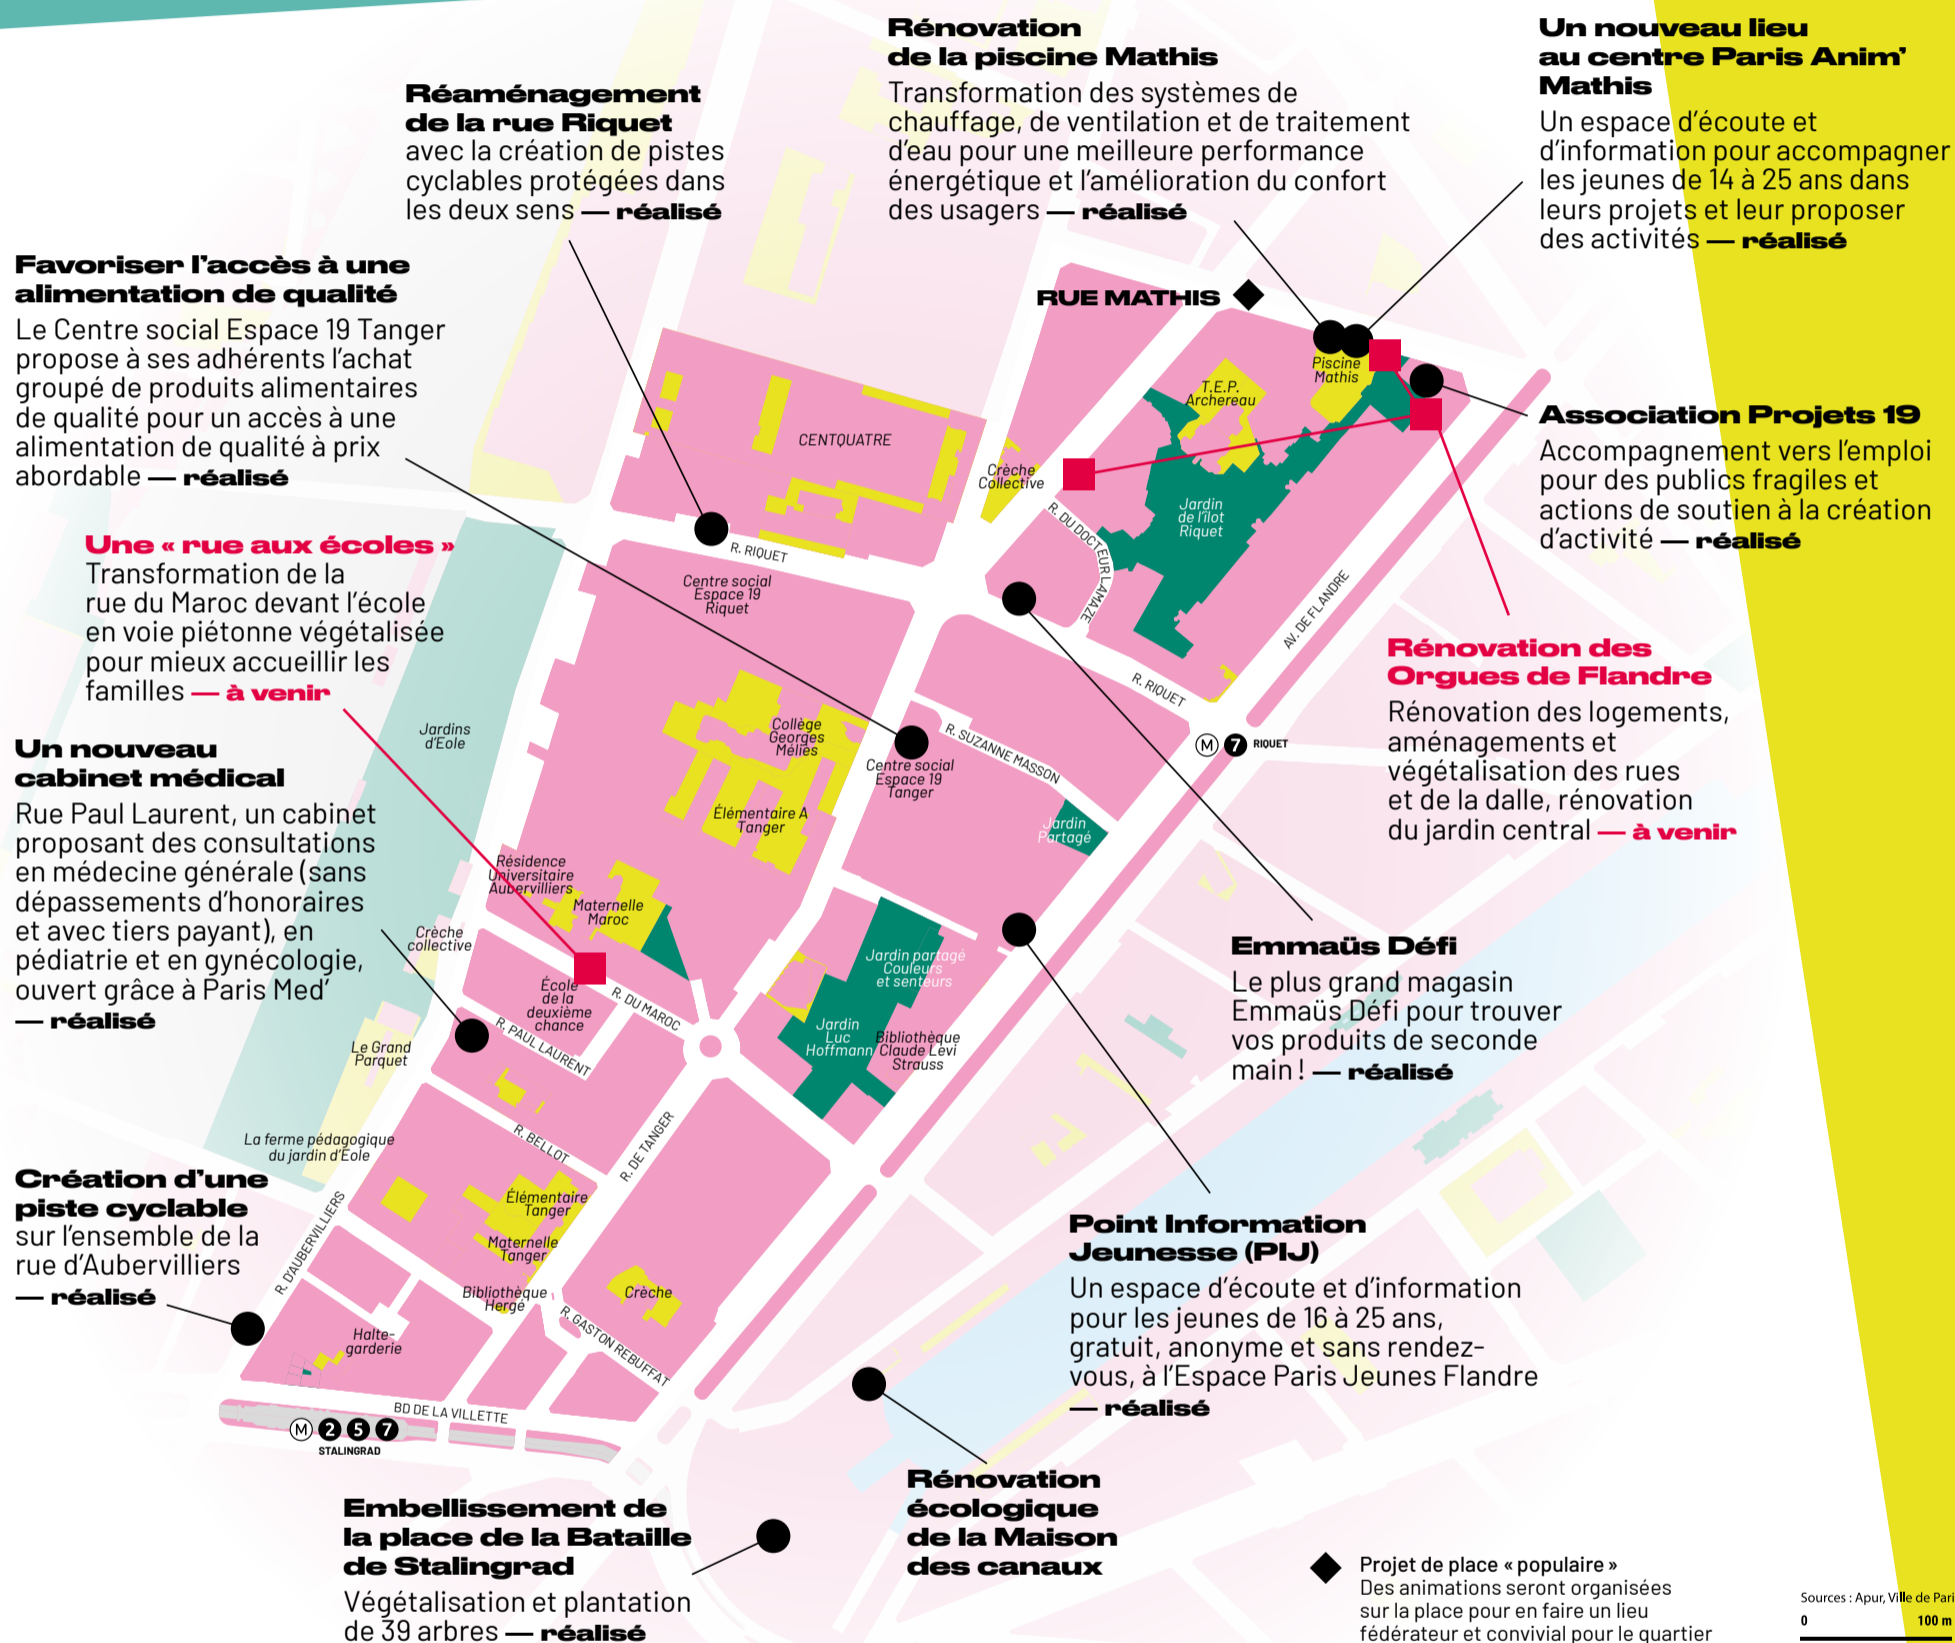 Rénovation
de la piscine Mathis
Transformation des systèmes de
chauffage, de ventilation et de traitement
d'eau pour une meilleure performance
énergétique et l'amélioration du confort
des usagers — réalisé
Un nouveau lieu
au centre Paris Anim'
Mathis
Un espace d'écoute et
d'information pour accompagner
les jeunes de 14 à 25 ans dans
leurs projets et leur proposer
des activités — réalisé
Réaménagement
de la rue Riquet
avec la création de pistes
cyclables protégées dans
les deux sens — réalisé
Favoriser l'accès à une
alimentation de qualité
Le Centre social Espace 19 Tanger
propose à ses adhérents l'achat
groupé de produits alimentaires
de qualité pour un accès à une
alimentation de qualité à prix
abordable — réalisé
RUE MATHIS
Piscine
Mathis
T.E.P.
Archereau
CENTQUATRE
Crèche
Collective
Jardin
de l'îlot
Riquet
R. DU DOCTEUR LAMAZE
R. RIQUET
Centre social
Espace 19
Riquet
AV. DE FLANDRE
R. RIQUET
Association Projets 19
Accompagnement vers l'emploi
pour des publics fragiles et
actions de soutien à la création
d'activité — réalisé
Une « rue aux écoles »
Transformation de la
rue du Maroc devant l'école
en voie piétonne végétalisée
pour mieux accueillir les
familles — à venir
Rénovation des
Orgues de Flandre
Rénovation des logements,
aménagements et
végétalisation des rues
et de la dalle, rénovation
du jardin central — à venir
Jardins
d'Eole
Collège
Georges
Méliès
Centre social
Espace 19
Tanger
R. SUZANNE MASSON
M 7 RIQUET
Élémentaire A
Tanger
Jardin
Partagé
Un nouveau
cabinet médical
Rue Paul Laurent, un cabinet
proposant des consultations
en médecine générale (sans
dépassements d'honoraires
et avec tiers payant), en
pédiatrie et en gynécologie,
ouvert grâce à Paris Med'
— réalisé
Résidence
Universitaire
Aubervilliers
Maternelle
Maroc
Crèche
collective
École
de la
deuxième
chance
R. DU MAROC
R. PAUL LAURENT
Le Grand
Parquet
Jardin partagé
Couleurs
et senteurs
Jardin
Luc
Hoffmann
Bibliothèque
Claude Lévi
Strauss
Emmaüs Défi
Le plus grand magasin
Emmaüs Défi pour trouver
vos produits de seconde
main ! — réalisé
La ferme pédagogique
du jardin d'Éole
R. BELLOT
R. DE TANGER
Création d'une
piste cyclable
sur l'ensemble de la
rue d'Aubervilliers
— réalisé
R. D'AUBERVILLIERS
Élémentaire
Tanger
Maternelle
Tanger
Bibliothèque
Hergé
Crèche
R. GASTON REBUFFAT
Halte-
garderie
Point Information
Jeunesse (PIJ)
Un espace d'écoute et d'information
pour les jeunes de 16 à 25 ans,
gratuit, anonyme et sans rendez-
vous, à l'Espace Paris Jeunes Flandre
— réalisé
BD DE LA VILLETTE
M 2 5 7
STALINGRAD
Embellissement de
la place de la Bataille
de Stalingrad
Végétalisation et plantation
de 39 arbres — réalisé
Rénovation
écologique
de la Maison
des canaux
Projet de place « populaire »
Des animations seront organisées
sur la place pour en faire un lieu
fédérateur et convivial pour le quartier
Sources : Apur, Ville de Pari
0 100 m